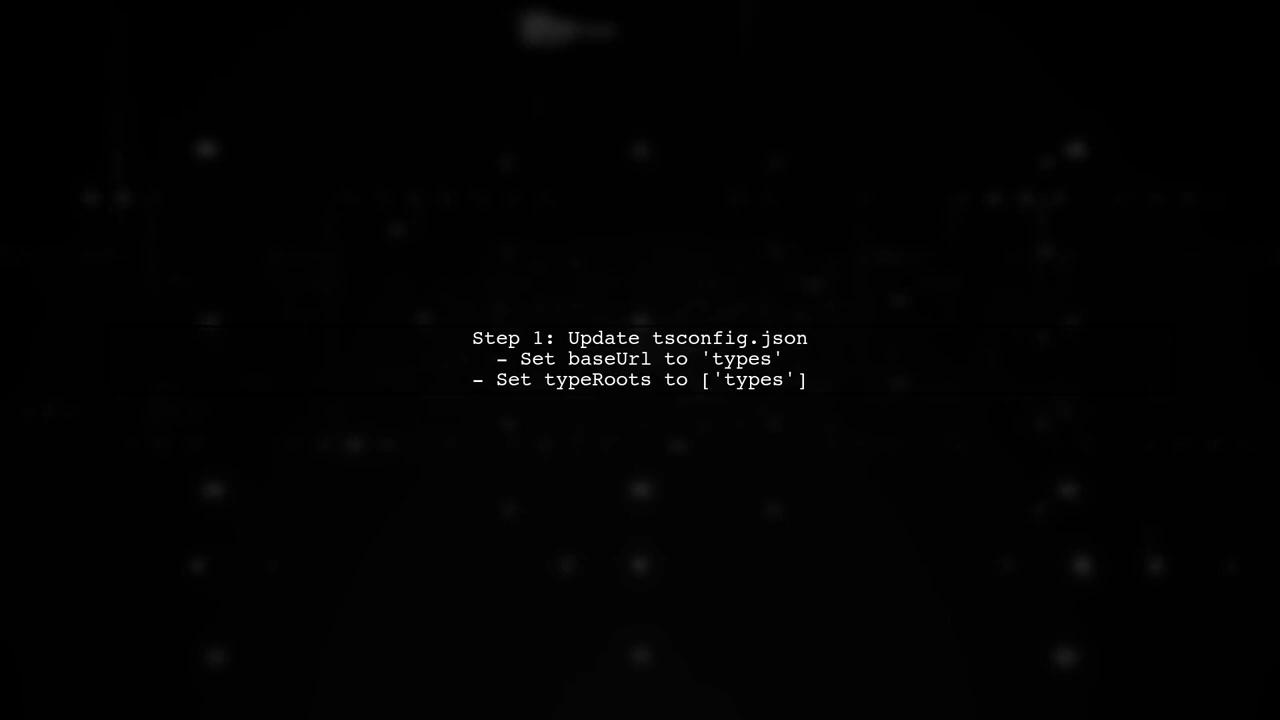 Step 1: Update tsconfig.json
- Set baseUrl to 'types'
- Set typeRoots to ['types']